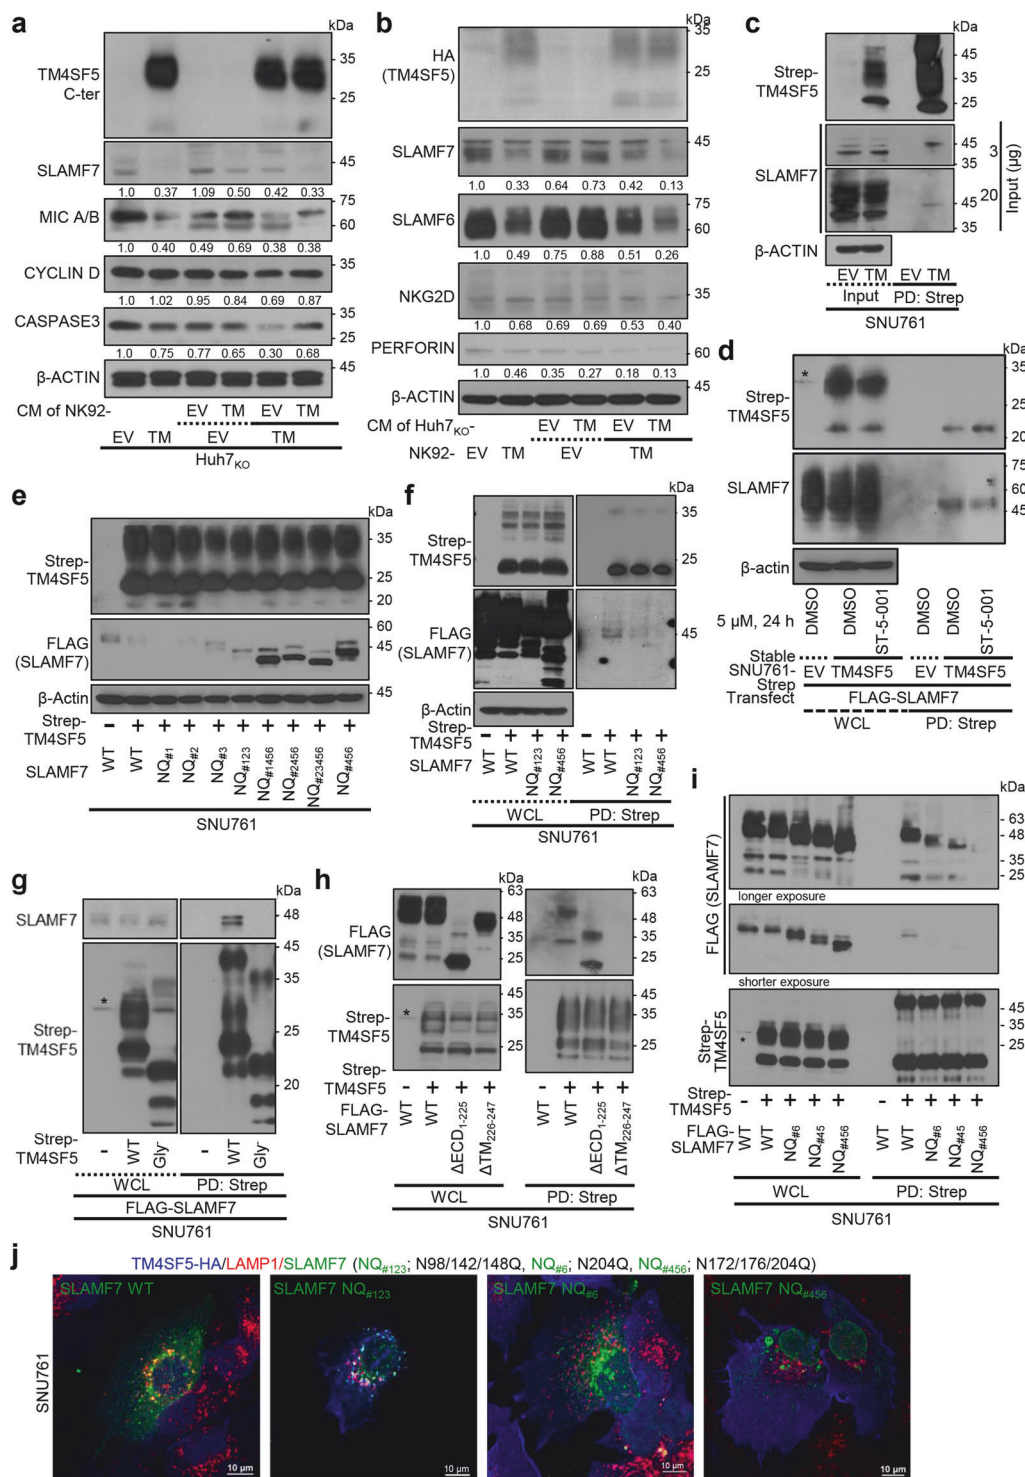 a
kDa
TM4SF5
C-ter
35
25
SLAMF7
45
1.0 0.37 1.09 0.50 0.42 0.33
MIC A/B
75
60
1.0 0.40 0.49 0.69 0.38 0.38
CYCLIN D
35
1.0 1.02 0.95 0.84 0.69 0.87
CASPASE3
35
25
1.0 0.75 0.77 0.65 0.30 0.68
β-ACTIN
45
CM of NK92-
EV TM EV TM
EV TM EV TM
Huh7KO
b
kDa
HA
(TM4SF5)
35
25
SLAMF7
45
1.0 0.33 0.64 0.73 0.42 0.13
SLAMF6
75
60
1.0 0.49 0.75 0.88 0.51 0.26
NKG2D
35
1.0 0.68 0.69 0.69 0.53 0.40
PERFORIN
60
1.0 0.46 0.35 0.27 0.18 0.13
β-ACTIN
45
CM of Huh7KO-
EV TM EV TM
NK92- EV TM EV TM
c
kDa
Strep-
TM4SF5
45
35
25
SLAMF7
45
35
3
20
45
35
Input (µg)
β-ACTIN
EV TM EV TM
Input PD: Strep
SNU761
d
kDa
*
Strep-
TM4SF5
35
25
20
SLAMF7
75
60
45
β-actin
5 µM, 24 h
DMSO DMSO ST-5-001 DMSO DMSO ST-5-001
Stable
SNU761-
Strep
EV TM4SF5 EV TM4SF5
Transfect FLAG-SLAMF7
WCL PD: Strep
e
kDa
Strep-
TM4SF5
35
25
20
FLAG
(SLAMF7)
60
45
β-Actin
45
Strep-
TM4SF5
– + + + + + + + + +
SLAMF7
WT WT NQ#1 NQ#2 NQ#3 NQ#123 NQ#1456 NQ#2456 NQ#23456 NQ#456
SNU761
f
kDa
Strep-
TM4SF5
35
25
FLAG
(SLAMF7)
45
β-Actin
Strep-
TM4SF5
– + + + – + + +
SLAMF7
WT WT NQ#123 NQ#456 WT WT NQ#123 NQ#456
WCL PD: Strep
SNU761
g
kDa
SLAMF7
48
45
35
*
Strep-
TM4SF5
25
20
Strep-
TM4SF5
- WT Gly- - WT Gly-
WCL PD: Strep
FLAG-SLAMF7
SNU761
h
kDa
kDa
FLAG
(SLAMF7)
63
48
35
25
63
48
35
25
*
Strep-
TM4SF5
35
25
35
25
Strep-
TM4SF5
– + + + – + + +
FLAG-
SLAMF7
WT WT ΔECD1-225 ΔTM226-247 WT WT ΔECD1-225 ΔTM226-247
WCL PD: Strep
SNU761
i
kDa
FLAG (SLAMF7)
63
48
35
25
longer exposure
63
48
35
shorter exposure
Strep-
TM4SF5
*
48
35
25
Strep-
TM4SF5
- + + + + - + + + +
FLAG-
SLAMF7
WT WT NQ#6 NQ#45 NQ#456 WT WT NQ#6 NQ#45 NQ#456
WCL PD: Strep
SNU761
j
TM4SF5-HA/LAMP1/SLAMF7 (NQ#123; N98/142/148Q, NQ#6; N204Q, NQ#456; N172/176/204Q)
SLAMF7 WT SLAMF7 NQ#123 SLAMF7 NQ#6 SLAMF7 NQ#456
SNU761
10 µm 10 µm 10 µm 10 µm